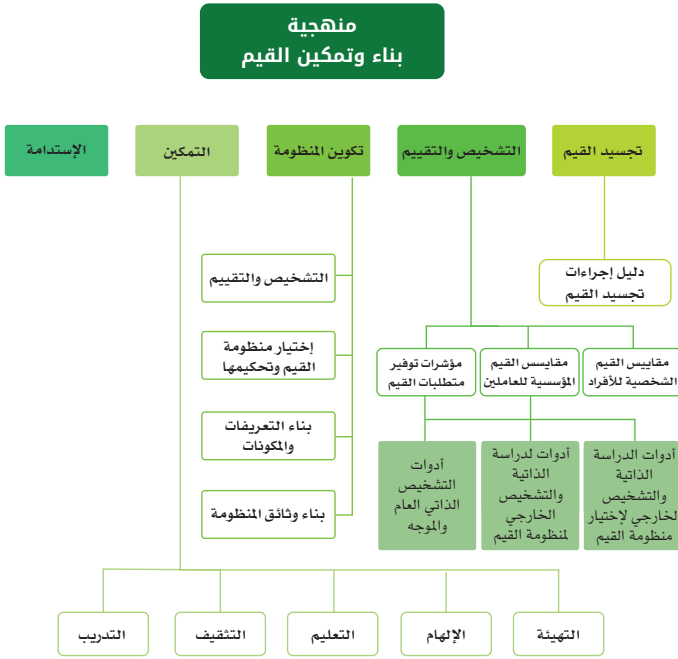 منهجية
بناء وتمكين القيم
تجسيد القيم
التشخيص والتقييم
تكوين المنظومة
التمكين
الإستدامة
دليل إجراءات
تجسيد القيم
مقاييس القيم
الشخصية للأفراد
مقايسس القيم
المؤسسية للعاملين
مؤشرات توفير
متطلبات القيم
أدوات الدراسة
الذاتية
والتشخيص
لخارجي لإختيار
منظومة القيم
أدوات لدراسة
الذاتية
والتشخيص
الخارجي
لمنظومة القيم
أدوات
التشخيص
الذاتي العام
والموجه
التشخيص والتقييم
إختيار منظومة
القيم وتحكيمها
بناء التعريفات
والمكونات
بناء وثائق المنظومة
التهيئة
الإلهام
التعليم
التثقيف
التدريب